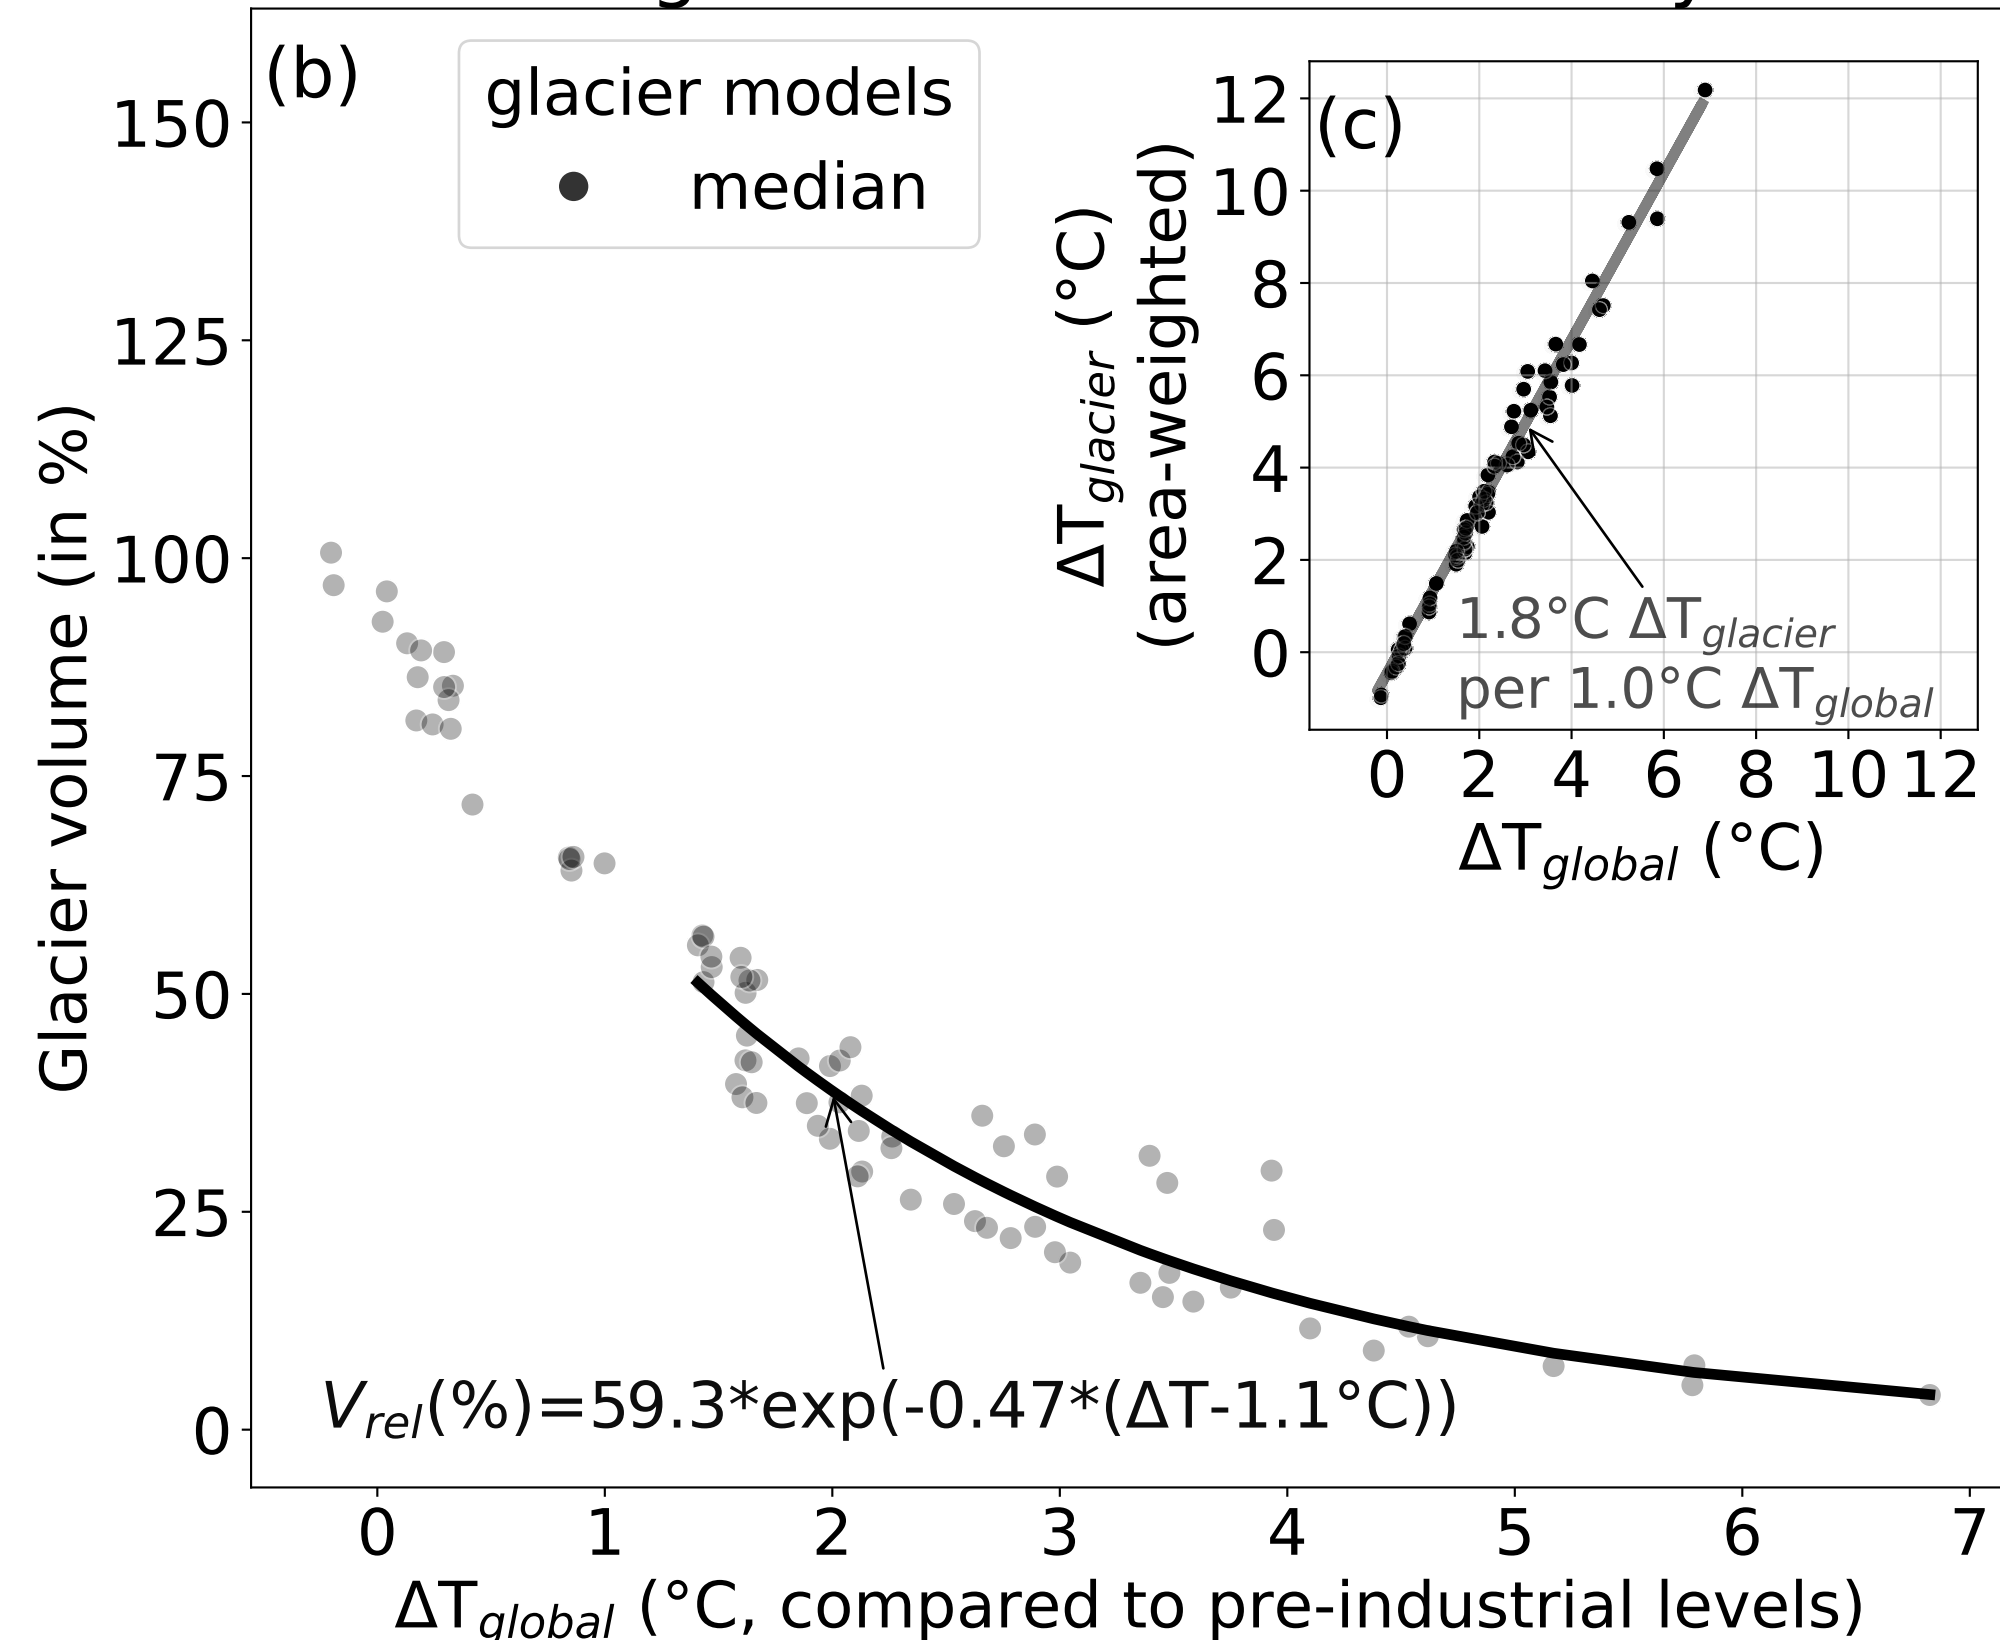 (b)
glacier models
median
150
125
100
75
50
25
0
Glacier volume (in %)
V_rel(%)=59.3*exp(-0.47*(ΔT-1.1°C))
0 1 2 3 4 5 6 7
ΔT_global (°C, compared to pre-industrial levels)
(c)
12
10
8
6
4
2
0
ΔT_glacier (°C)
(area-weighted)
1.8°C ΔT_glacier
per 1.0°C ΔT_global
0 2 4 6 8 10 12
ΔT_global (°C)